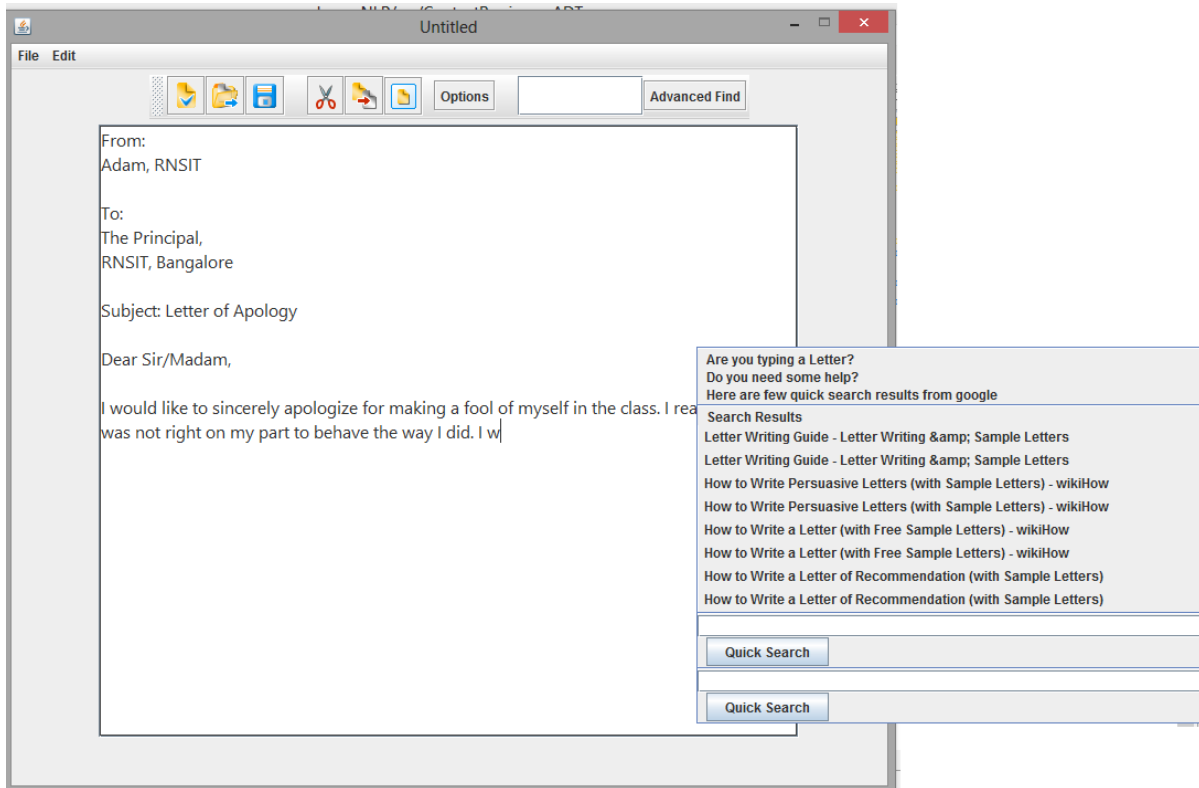 Untitled
File Edit
Options
Advanced Find
From:
Adam, RNSIT
To:
The Principal,
RNSIT, Bangalore
Subject: Letter of Apology
Dear Sir/Madam,
I would like to sincerely apologize for making a fool of myself in the class. I rea
was not right on my part to behave the way I did. I w
Are you typing a Letter?
Do you need some help?
Here are few quick search results from google
Search Results
Letter Writing Guide - Letter Writing &amp; Sample Letters
Letter Writing Guide - Letter Writing &amp; Sample Letters
How to Write Persuasive Letters (with Sample Letters) - wikiHow
How to Write Persuasive Letters (with Sample Letters) - wikiHow
How to Write a Letter (with Free Sample Letters) - wikiHow
How to Write a Letter (with Free Sample Letters) - wikiHow
How to Write a Letter of Recommendation (with Sample Letters)
How to Write a Letter of Recommendation (with Sample Letters)
Quick Search
Quick Search